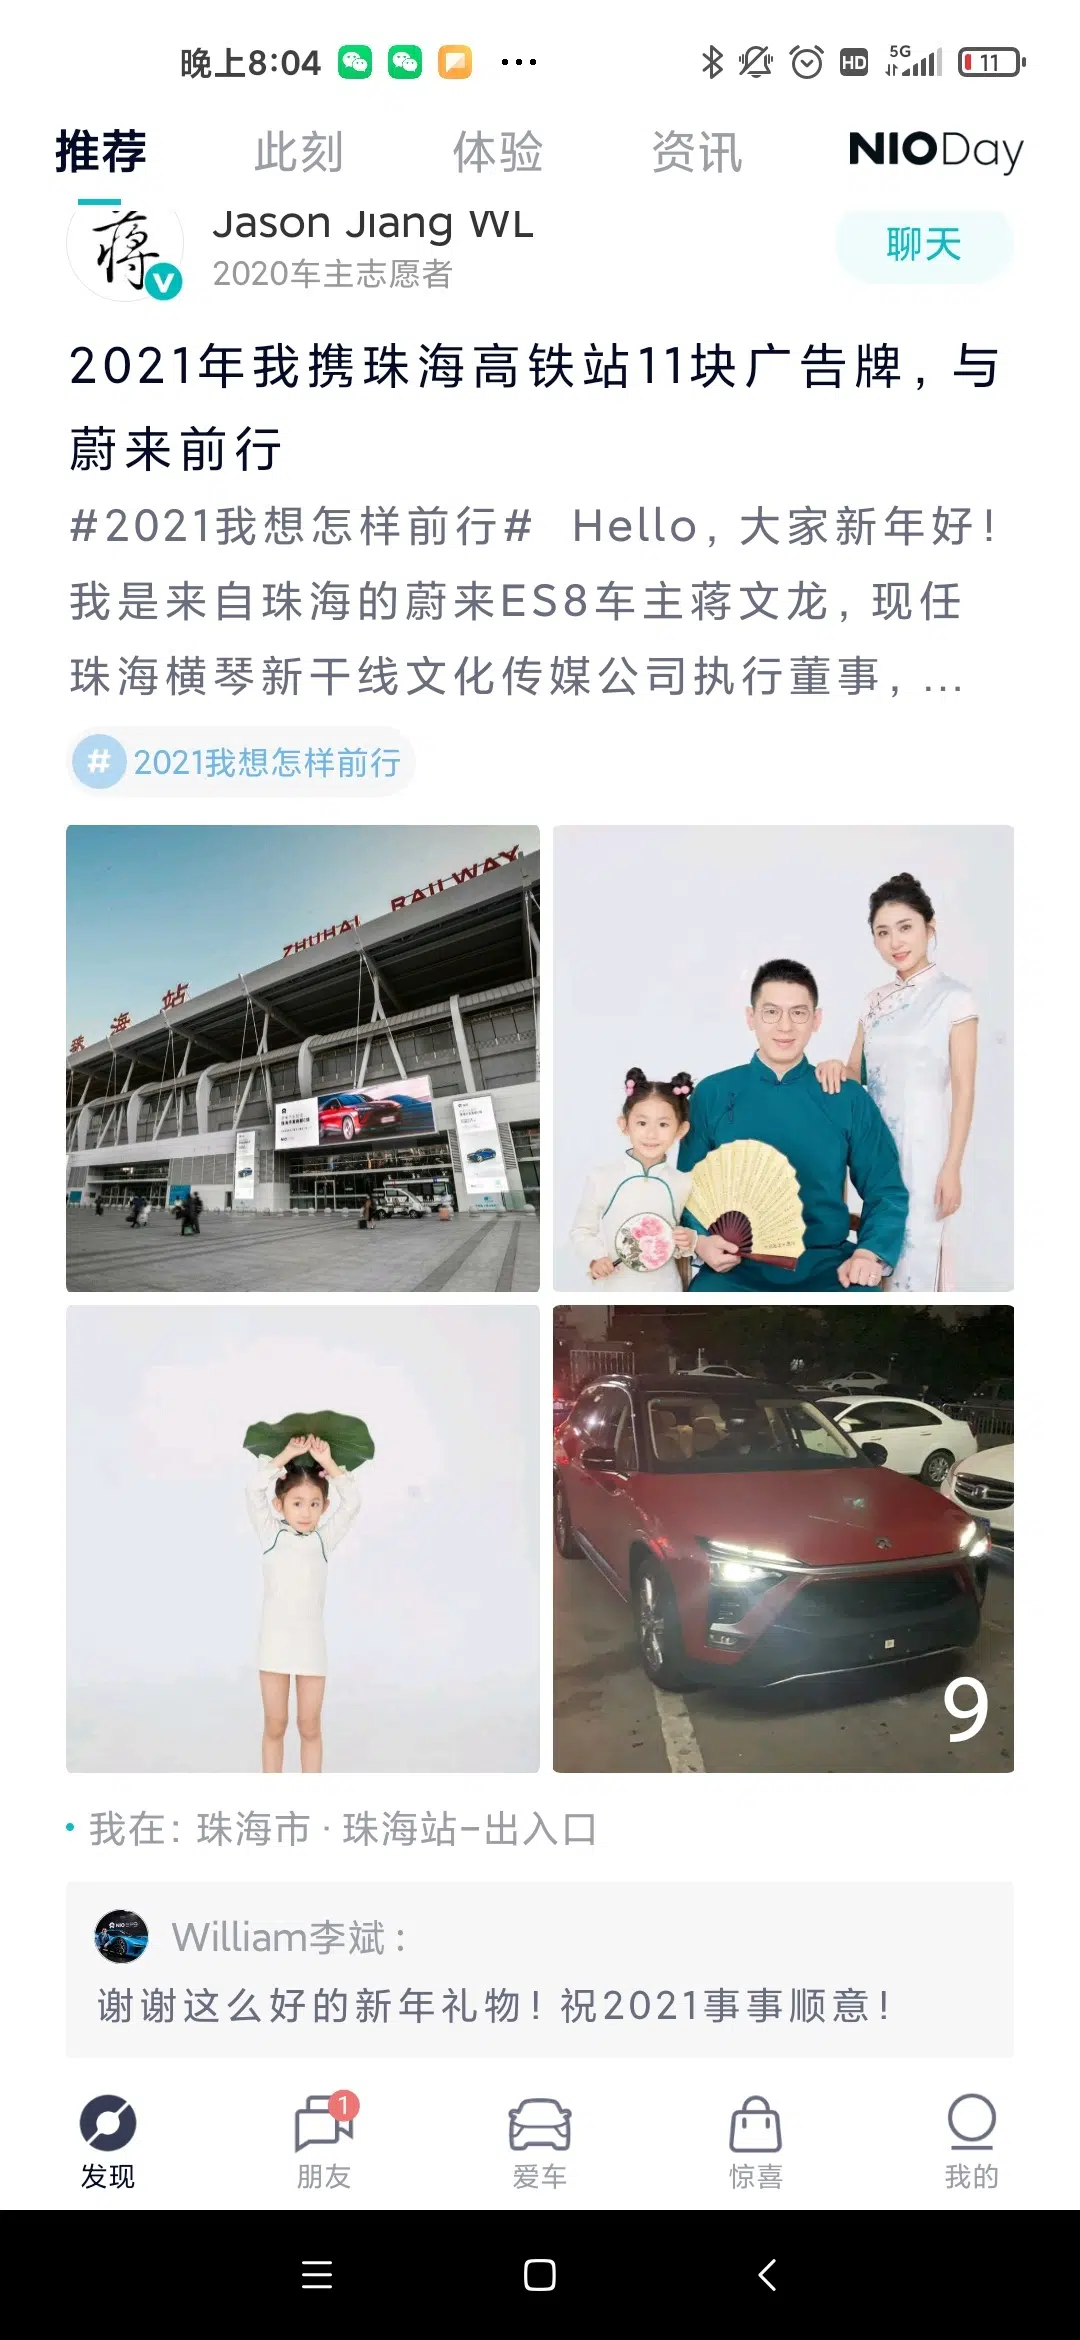 晚上8:04
HD
5G
11
推荐
此刻
体验
资讯
NIODay
蒋
Jason Jiang WL
2020车主志愿者
聊天
2021年我携珠海高铁站11块广告牌，与
蔚来前行
#2021我想怎样前行# Hello，大家新年好！
我是来自珠海的蔚来ES8车主蒋文龙，现任
珠海横琴新干线文化传媒公司执行董事，...
# 2021我想怎样前行
珠海站 ZHUHAI RAILWAY
9
我在：珠海市 · 珠海站-出入口
William李斌：
谢谢这么好的新年礼物！祝2021事事顺意！
1
发现
朋友
爱车
惊喜
我的